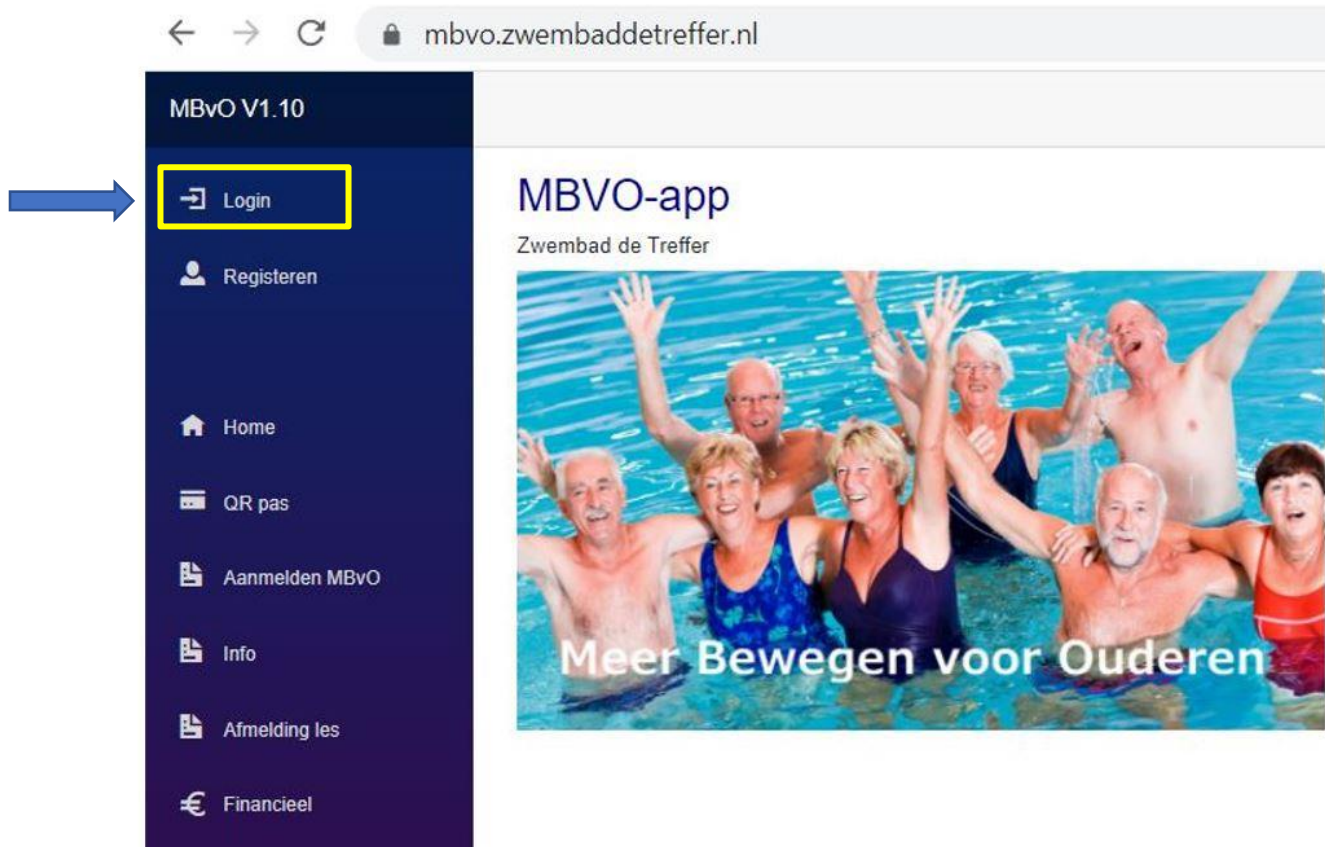 mbvo.zwembaddetreffer.nl
MBvO V1.10
Login
Registeren
Home
QR pas
Aanmelden MBvO
Info
Afmelding les
Financieel
MBVO-app
Zwembad de Treffer
Meer Bewegen voor Ouderen